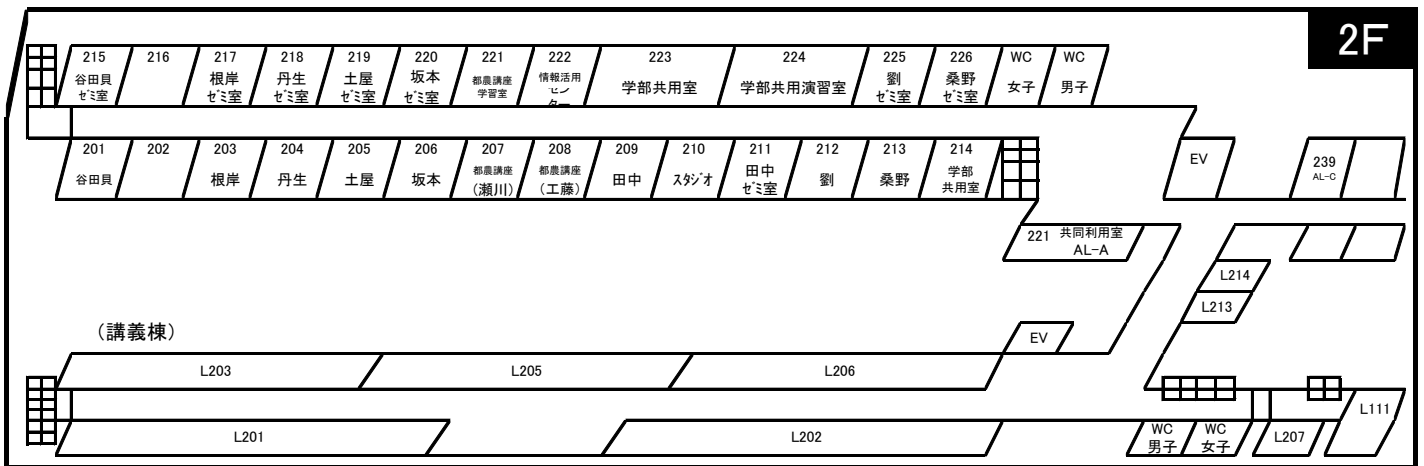 2F
215
谷田貝
ゼミ室
216
217
根岸
ゼミ室
218
丹生
ゼミ室
219
土屋
ゼミ室
220
坂本
ゼミ室
221
都農講座
学習室
222
情報活用
セン
ター
223
学部共用室
224
学部共用演習室
225
劉
ゼミ室
226
桑野
ゼミ室
WC
女子
WC
男子
201
谷田貝
202
203
根岸
204
丹生
205
土屋
206
坂本
207
都農講座
(瀬川)
208
都農講座
(工藤)
209
田中
210
スタジオ
211
田中
ゼミ室
212
劉
213
桑野
214
学部
共用室
EV
239
AL-C
221 共同利用室
AL-A
L214
L213
(講義棟)
EV
L203
L205
L206
L111
L201
L202
WC
男子
WC
女子
L207